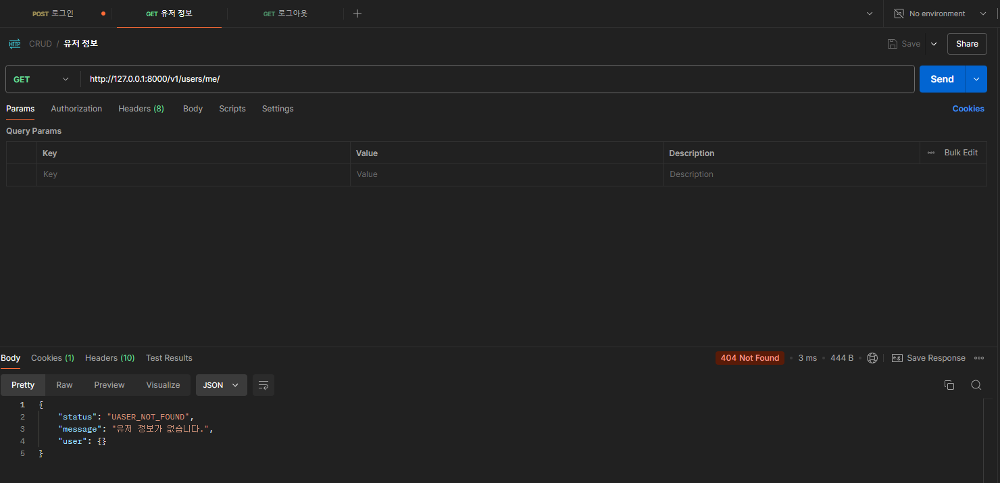 POST 로그인
GET 유저 정보
GET 로그아웃
No environment
HTTP CRUD / 유저 정보
Save
Share
GET
http://127.0.0.1:8000/v1/users/me/
Send
Params Authorization Headers (8) Body Scripts Settings
Cookies
Query Params
Key Value Description Bulk Edit
Key Value Description
Body Cookies (1) Headers (10) Test Results
404 Not Found 3 ms 444 B e.g. Save Response
Pretty Raw Preview Visualize JSON
1 {
2 "status": "UASER_NOT_FOUND",
3 "message": "유저 정보가 없습니다.",
4 "user": {}
5 }